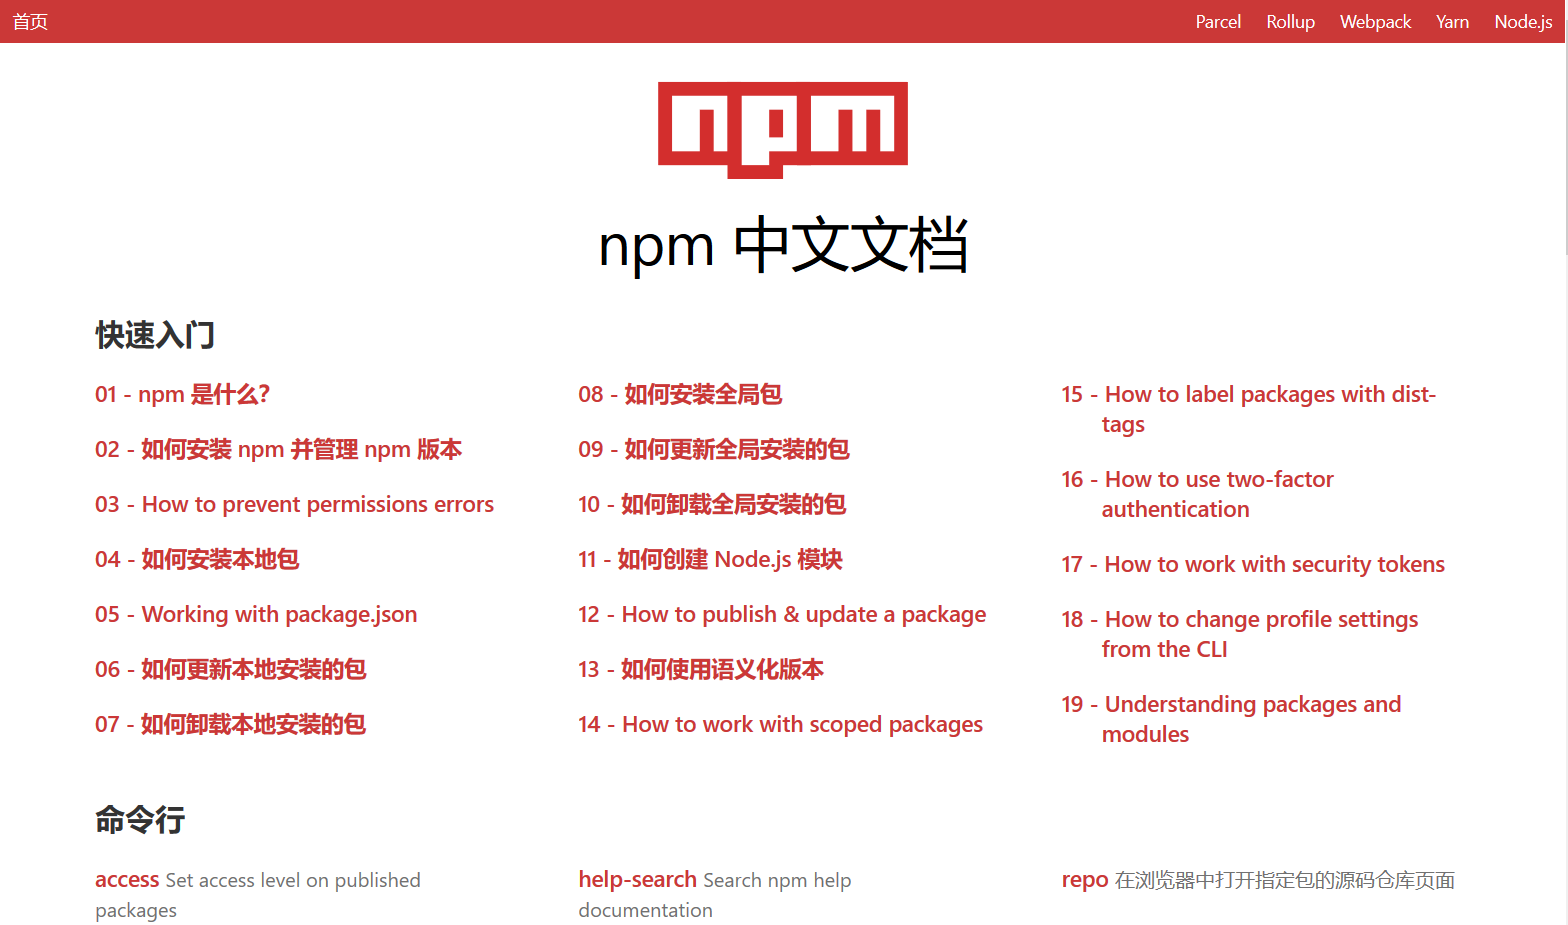 首页
Parcel Rollup Webpack Yarn Node.js
npm
npm 中文文档
快速入门
01 - npm 是什么?
02 - 如何安装 npm 并管理 npm 版本
03 - How to prevent permissions errors
04 - 如何安装本地包
05 - Working with package.json
06 - 如何更新本地安装的包
07 - 如何卸载本地安装的包
08 - 如何安装全局包
09 - 如何更新全局安装的包
10 - 如何卸载全局安装的包
11 - 如何创建 Node.js 模块
12 - How to publish & update a package
13 - 如何使用语义化版本
14 - How to work with scoped packages
15 - How to label packages with dist-
tags
16 - How to use two-factor
authentication
17 - How to work with security tokens
18 - How to change profile settings
from the CLI
19 - Understanding packages and
modules
命令行
access Set access level on published
packages
help-search Search npm help
documentation
repo 在浏览器中打开指定包的源码仓库页面